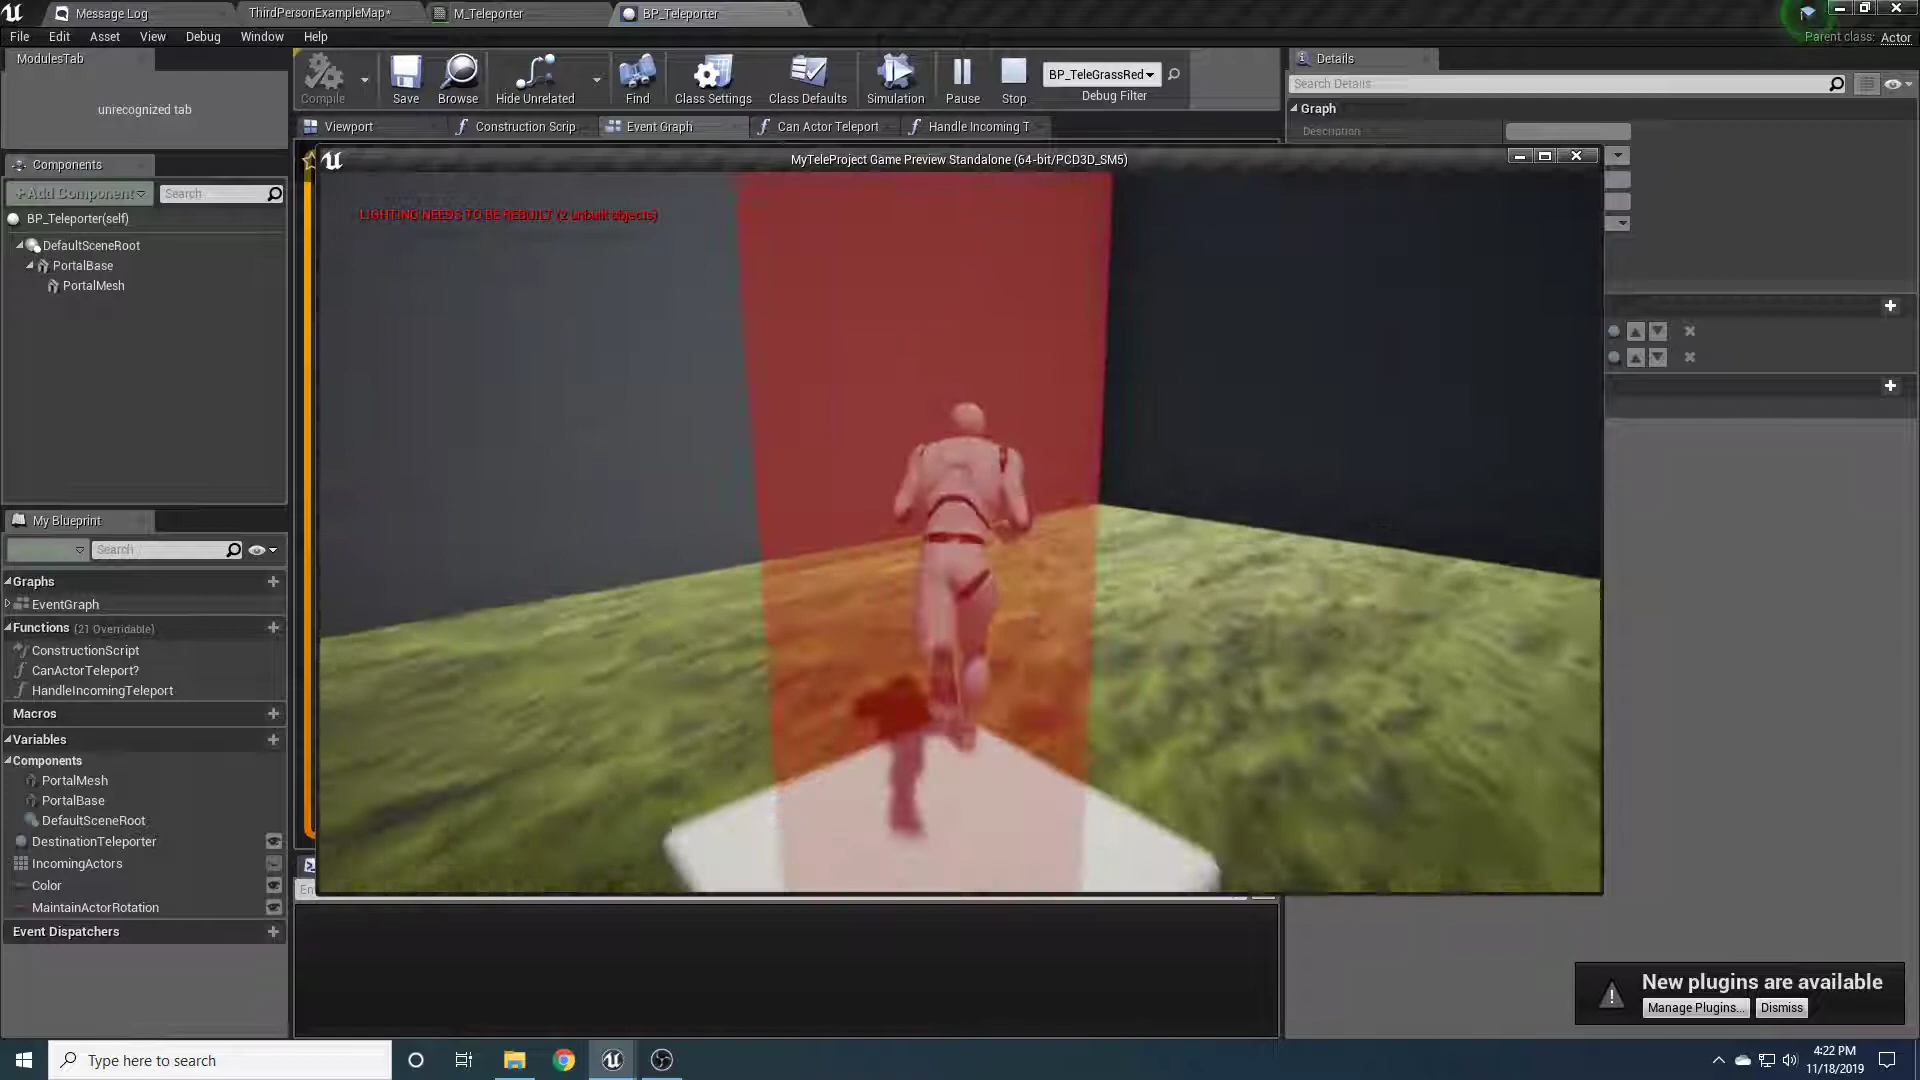 Message Log
ThirdPersonExampleMap*
M_Teleporter
BP_Teleporter
File Edit Asset View Debug Window Help
Parent class: Actor
ModulesTab
unrecognized tab
Compile
Save
Browse
Hide Unrelated
Find
Class Settings
Class Defaults
Simulation
Pause
Stop
BP_TeleGrassRed
Debug Filter
Details
Search Details
Graph
Description
Viewport
Construction Scrip
Event Graph
Can Actor Teleport
Handle Incoming T
MyTeleProject Game Preview Standalone (64-bit/PCD3D_SM5)
LIGHTING NEEDS TO BE REBUILT (2 unbuilt objects)
Components
+Add Component
Search
BP_Teleporter(self)
DefaultSceneRoot
PortalBase
PortalMesh
My Blueprint
Search
Graphs
EventGraph
Functions (21 Overridable)
ConstructionScript
CanActorTeleport?
HandleIncomingTeleport
Macros
Variables
Components
PortalMesh
PortalBase
DefaultSceneRoot
DestinationTeleporter
IncomingActors
Color
MaintainActorRotation
Event Dispatchers
New plugins are available
Manage Plugins...
Dismiss
Type here to search
4:22 PM
11/18/2019